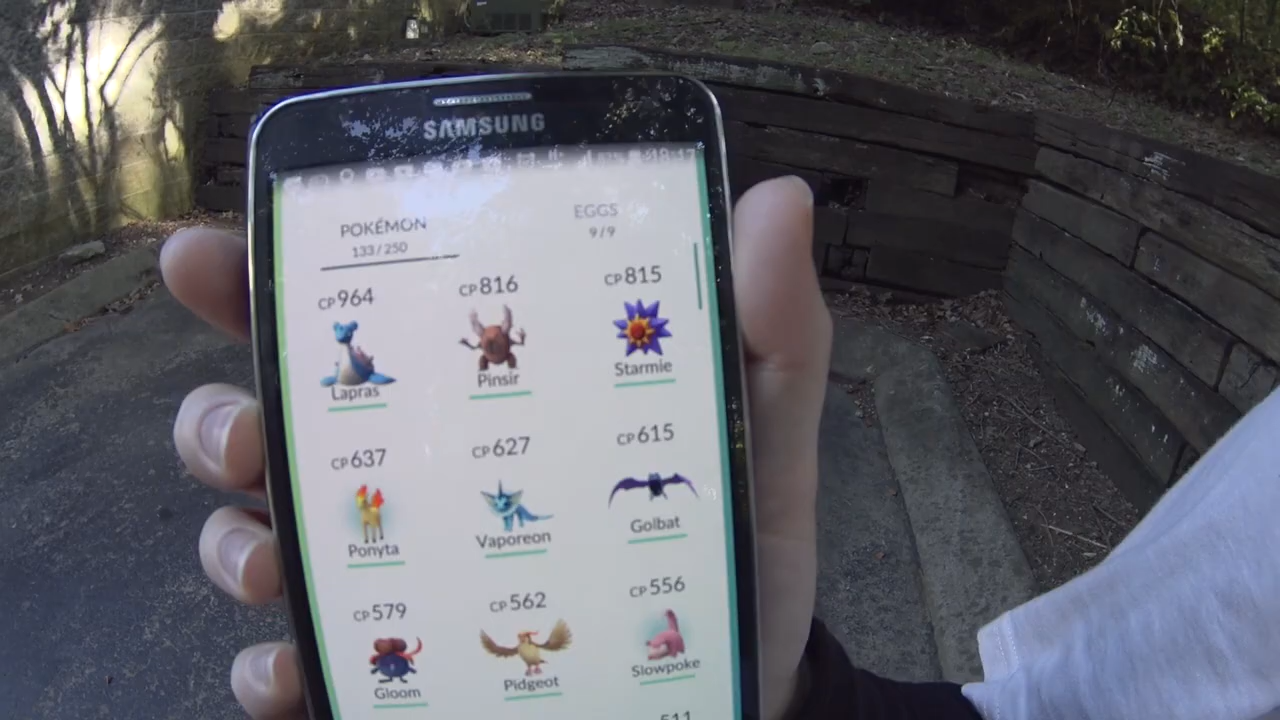 SAMSUNG
POKÉMON
133/250
EGGS
9/9
CP964
CP816
CP815
Lapras
Pinsir
Starmie
CP637
CP627
CP615
Ponyta
Vaporeon
Golbat
CP579
CP562
CP556
Gloom
Pidgeot
Slowpoke
511